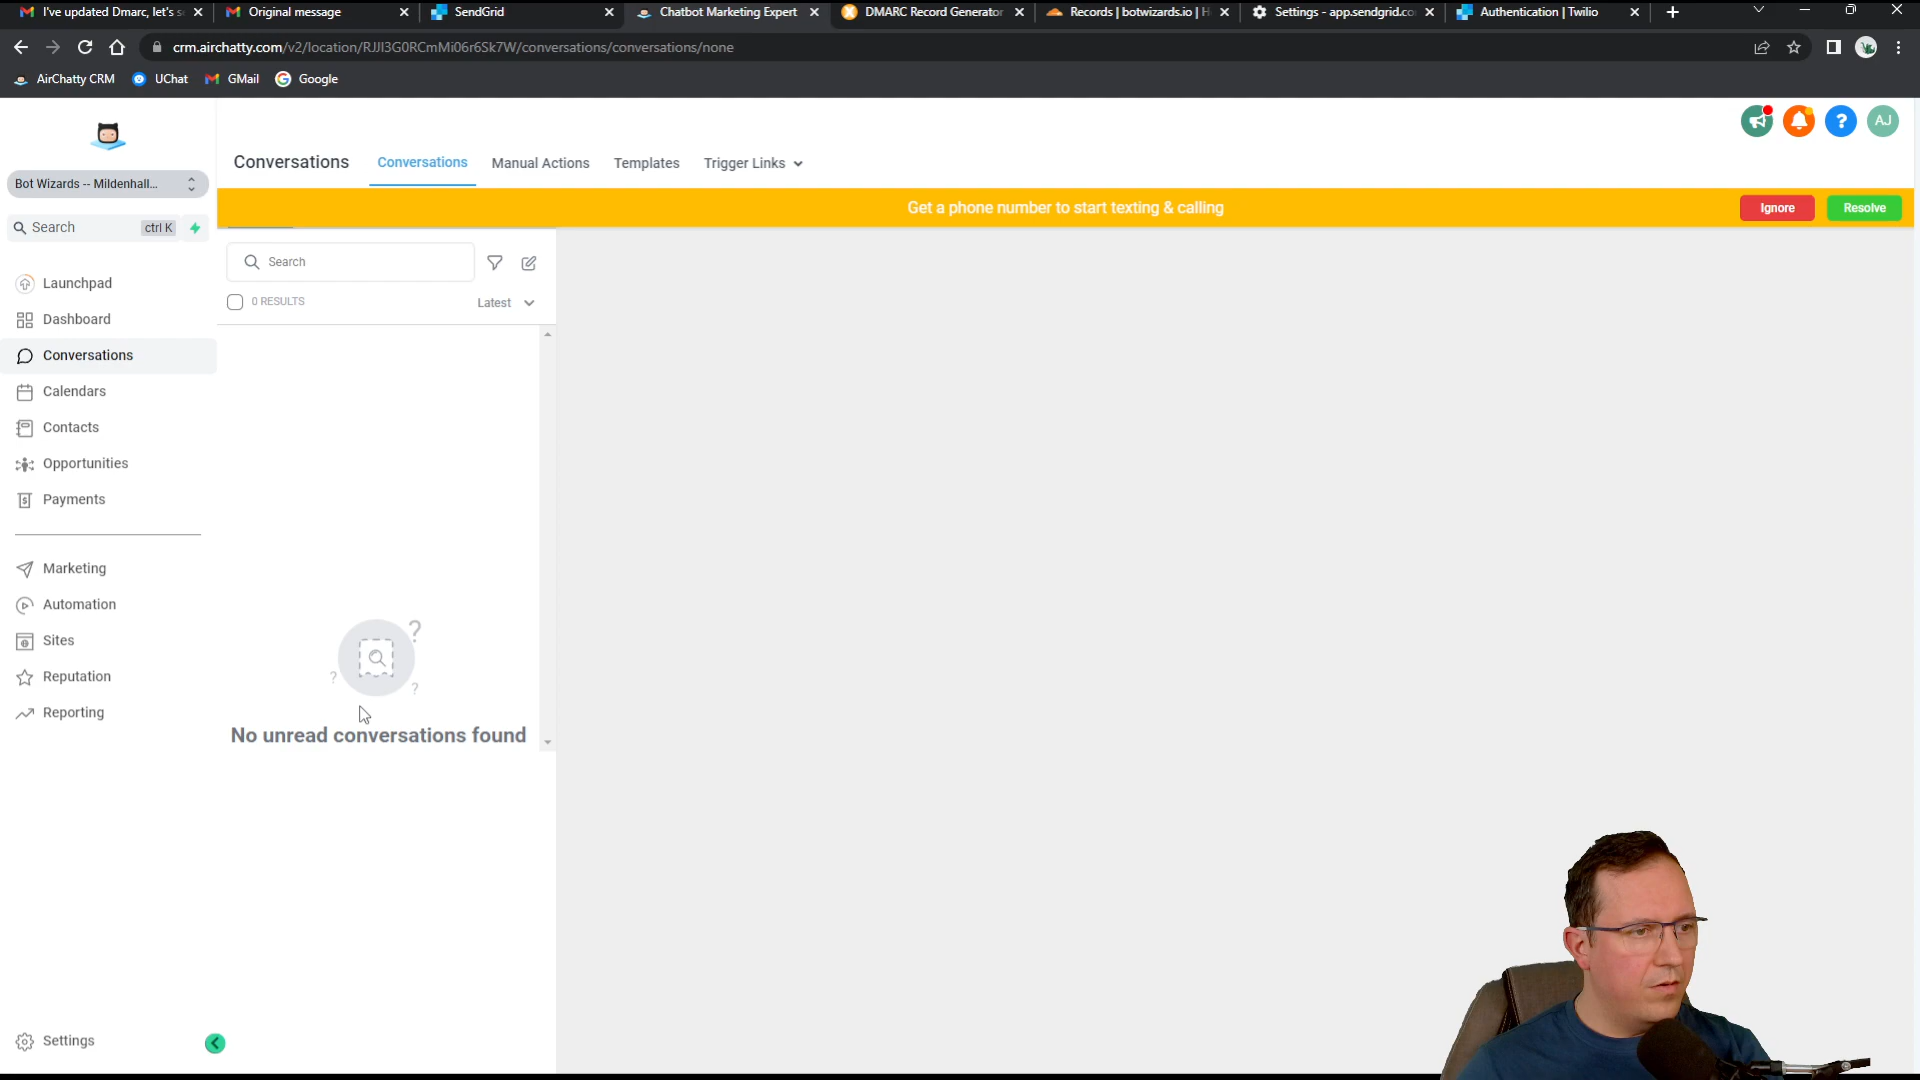 I've updated Dmarc, let's s
Original message
SendGrid
Chatbot Marketing Expert
DMARC Record Generator
Records | botwizards.io | H
Settings - app.sendgrid.co
Authentication | Twilio
crm.airchatty.com/v2/location/RJJI3G0RCmMi06r6Sk7W/conversations/conversations/none
AirChatty CRM
UChat
GMail
Google
AJ
Conversations
Conversations
Manual Actions
Templates
Trigger Links
Bot Wizards -- Mildenhall...
Get a phone number to start texting & calling
Ignore
Resolve
Search
ctrl K
Search
0 RESULTS
Latest
Launchpad
Dashboard
Conversations
Calendars
Contacts
Opportunities
Payments
Marketing
Automation
Sites
Reputation
Reporting
No unread conversations found
Settings